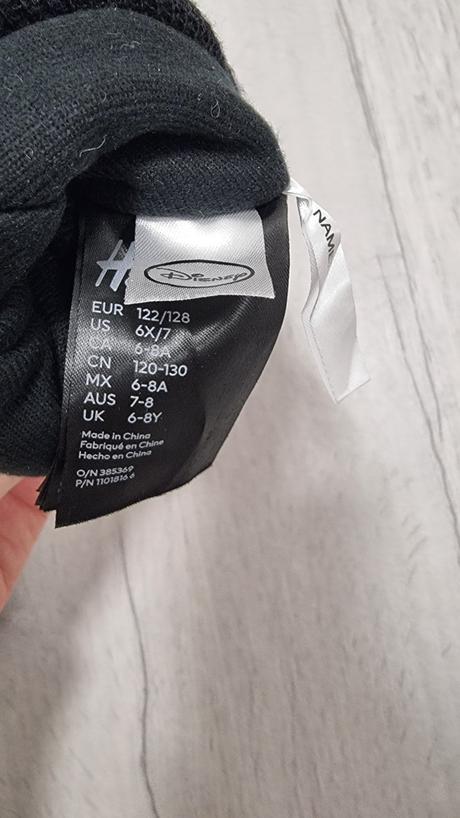 H
Disney
NAM
EUR 122/128
US 6X/7
CA 6-8A
CN 120-130
MX 6-8A
AUS 7-8
UK 6-8Y
Made in China
Fabriqué en Chine
Hecho en China
O/N 385369
P/N 1101816 6